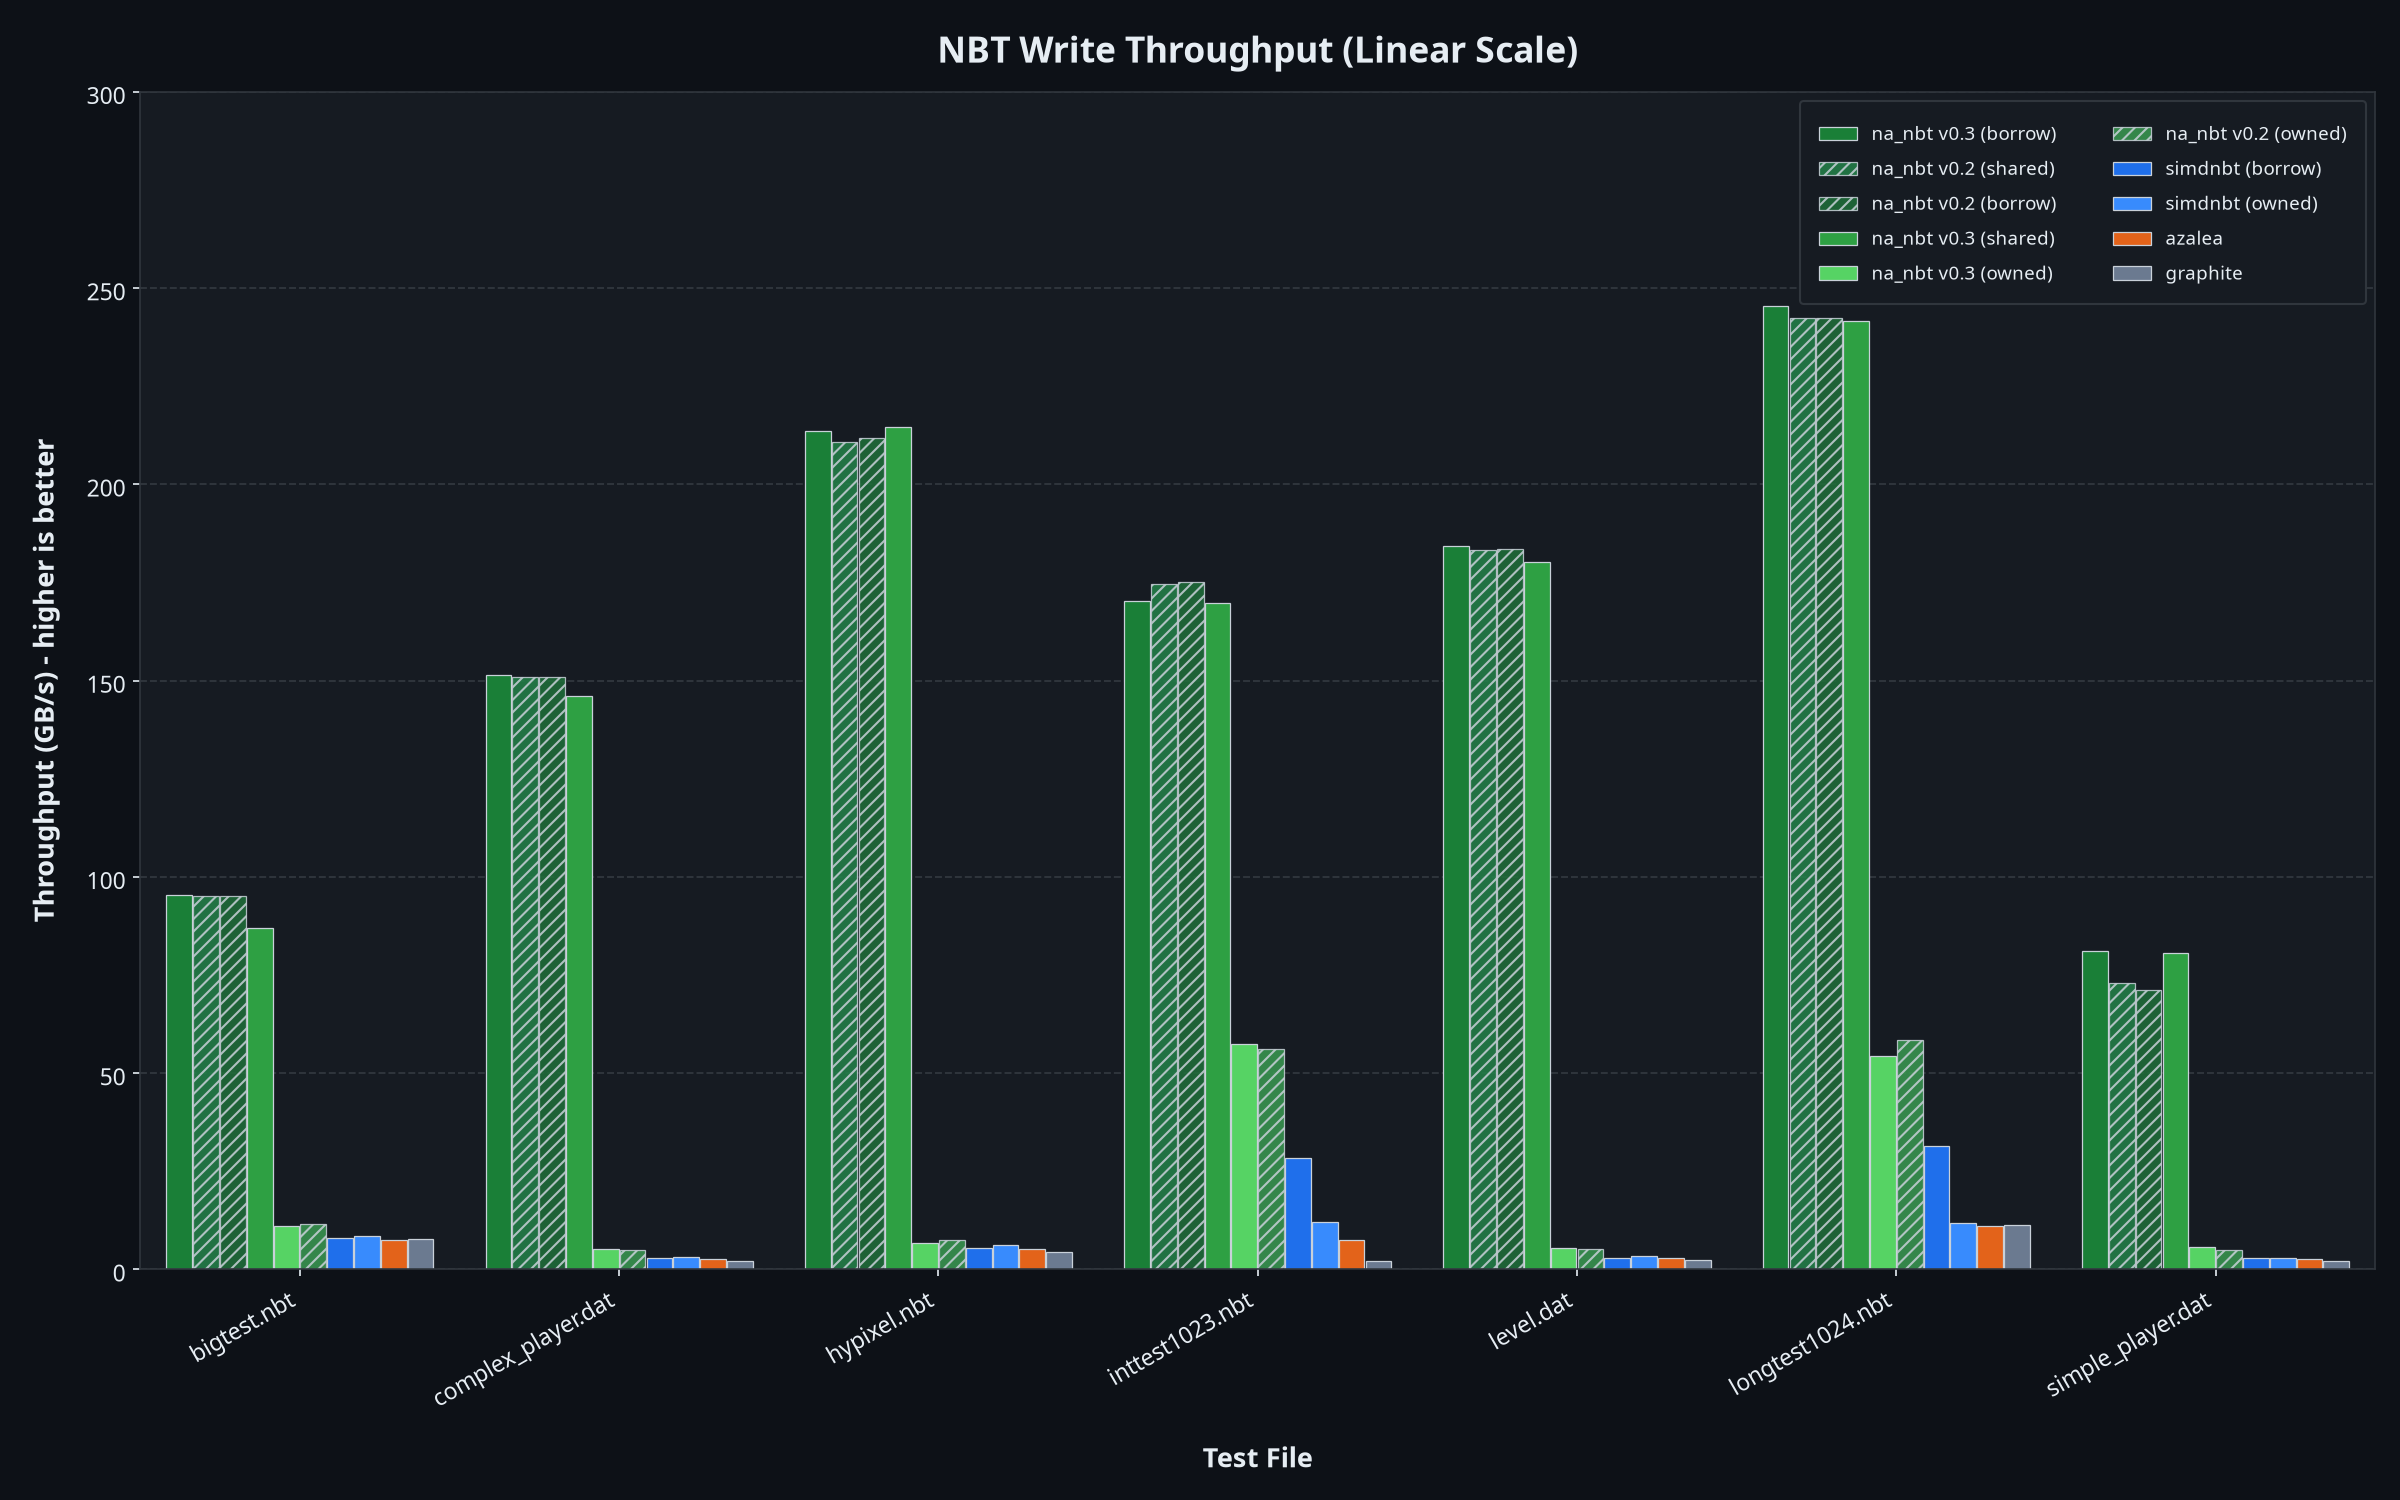 NBT Write Throughput (Linear Scale)
300
250
200
150
100
50
0
Throughput (GB/s) - higher is better
na_nbt v0.3 (borrow)
na_nbt v0.2 (shared)
na_nbt v0.2 (borrow)
na_nbt v0.3 (shared)
na_nbt v0.3 (owned)
na_nbt v0.2 (owned)
simdnbt (borrow)
simdnbt (owned)
azalea
graphite
bigtest.nbt
complex_player.dat
hypixel.nbt
inttest1023.nbt
level.dat
longtest1024.nbt
simple_player.dat
Test File